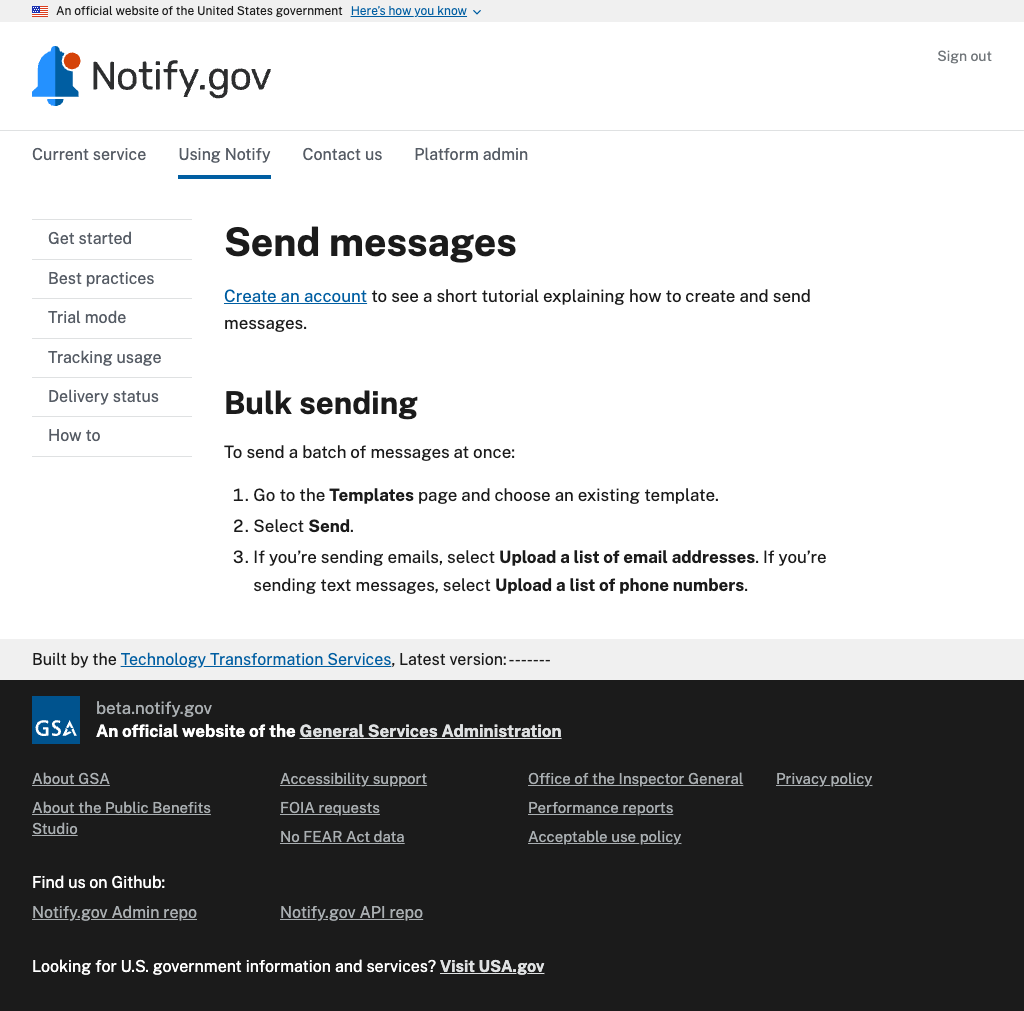 An official website of the United States government Here's how you know
Notify.gov
Sign out
Current service Using Notify Contact us Platform admin
Get started
Best practices
Trial mode
Tracking usage
Delivery status
How to
Send messages
Create an account to see a short tutorial explaining how to create and send
messages.
Bulk sending
To send a batch of messages at once:
1. Go to the Templates page and choose an existing template.
2. Select Send.
3. If you’re sending emails, select Upload a list of email addresses. If you’re
sending text messages, select Upload a list of phone numbers.
Built by the Technology Transformation Services, Latest version: -------
GSA
beta.notify.gov
An official website of the General Services Administration
About GSA
About the Public Benefits
Studio
Accessibility support
FOIA requests
No FEAR Act data
Office of the Inspector General
Performance reports
Acceptable use policy
Privacy policy
Find us on Github:
Notify.gov Admin repo Notify.gov API repo
Looking for U.S. government information and services? Visit USA.gov